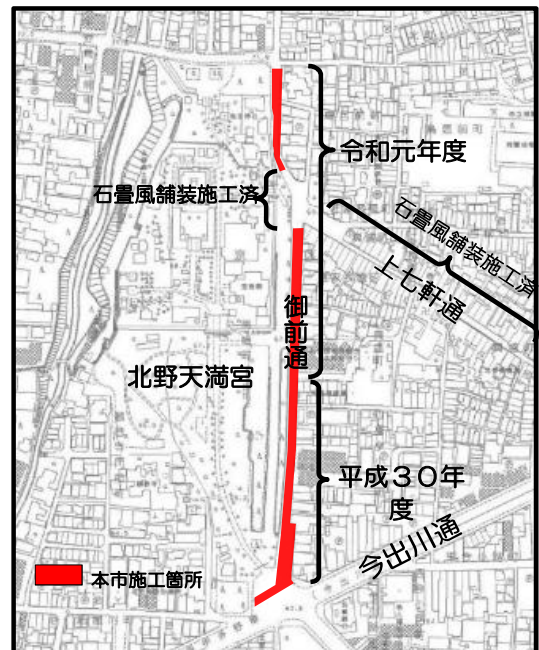 令和元年度
石畳風舗装施工済
石畳風舗装施工済
上七軒通
御前通
北野天満宮
平成30年
度
今出川通
本市施工箇所